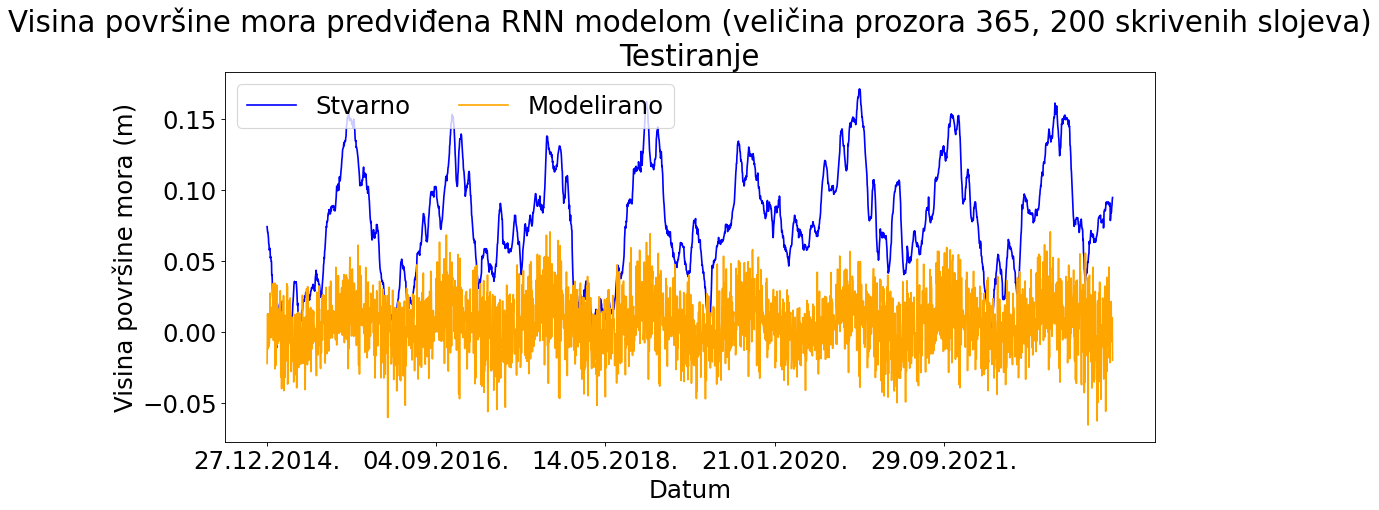 Visina površine mora predviđena RNN modelom (veličina prozora 365, 200 skrivenih slojeva)
Testiranje
Stvarno
Modelirano
Visina površine mora (m)
0.15
0.10
0.05
0.00
−0.05
27.12.2014.
04.09.2016.
14.05.2018.
21.01.2020.
29.09.2021.
Datum